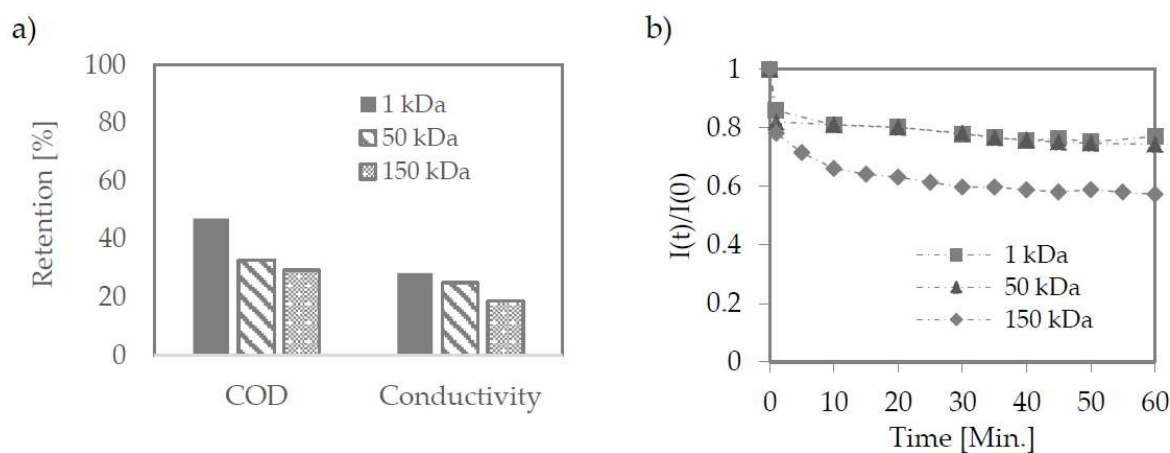 a)
100
80
60
40
20
0
Retention [%]
1 kDa
50 kDa
150 kDa
COD
Conductivity
b)
1
0.8
0.6
0.4
0.2
0
I(t)/I(0)
1 kDa
50 kDa
150 kDa
0 10 20 30 40 50 60
Time [Min.]